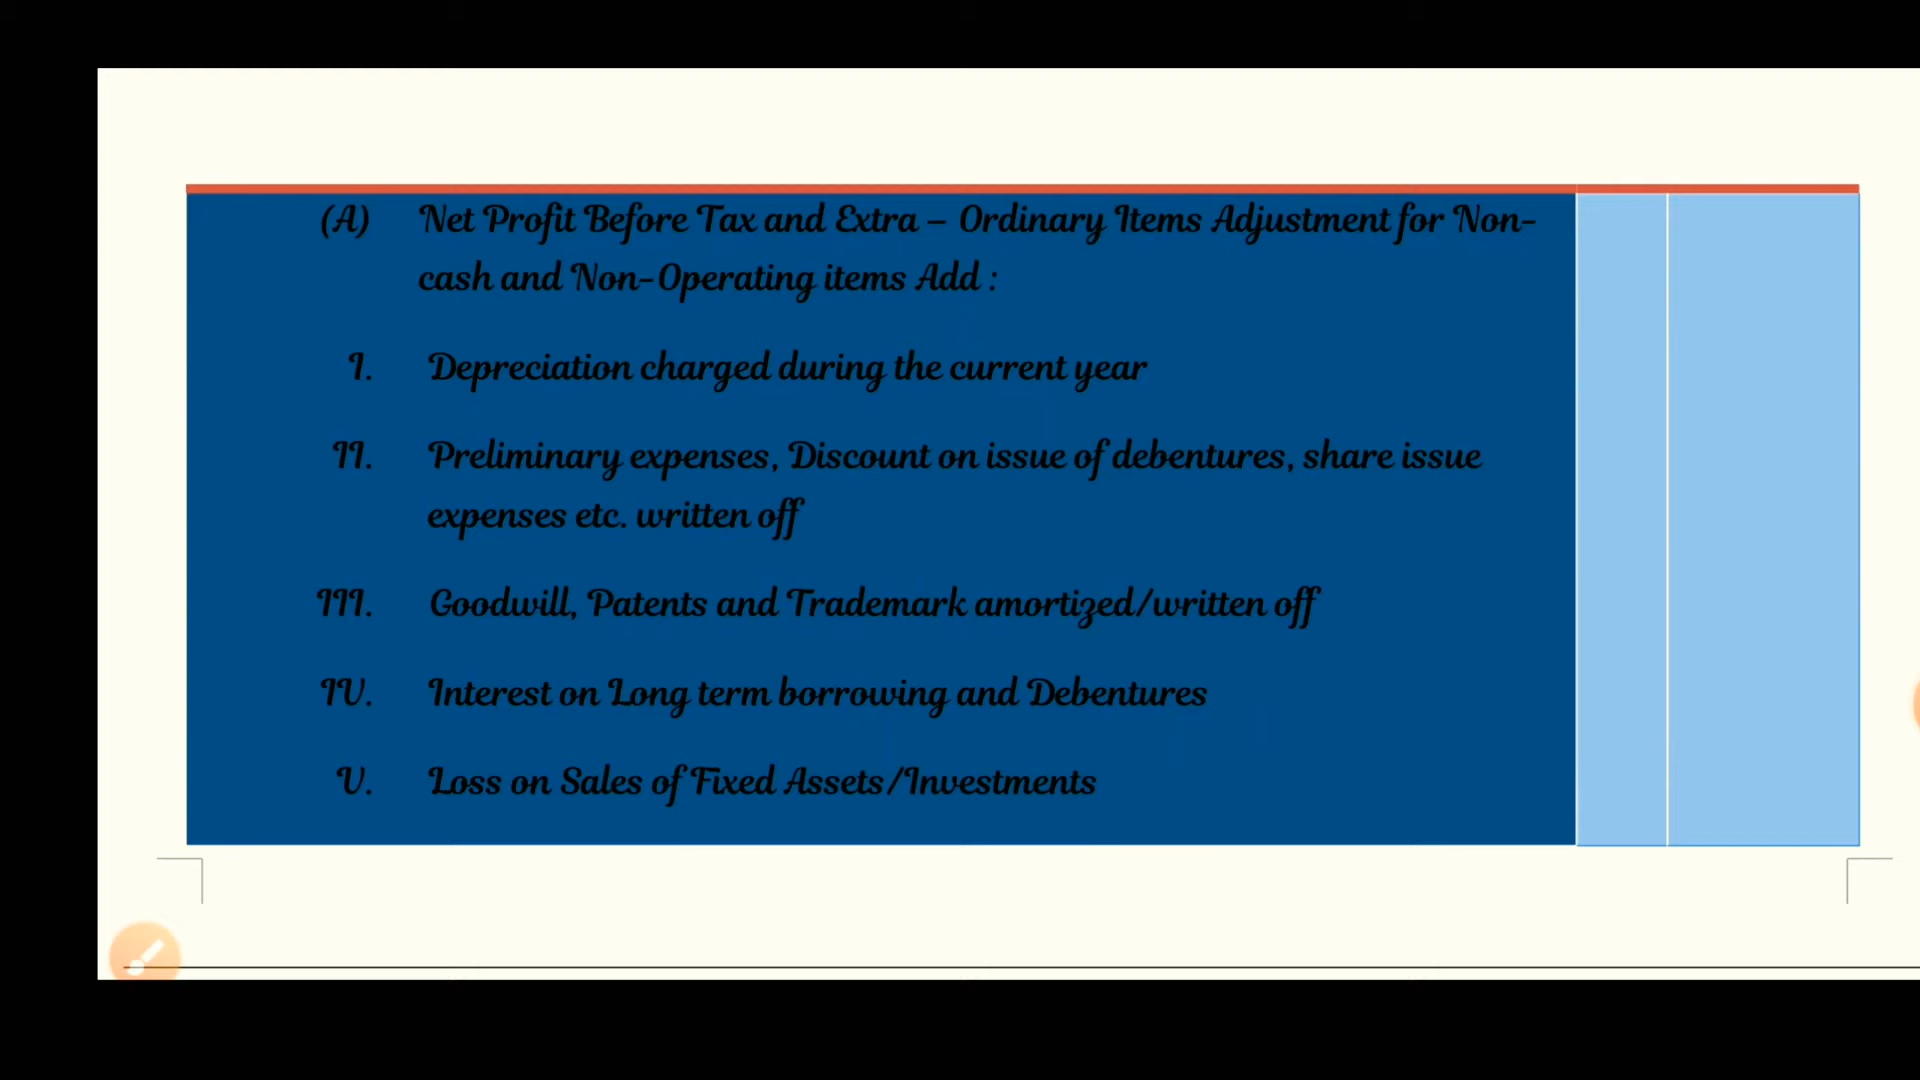 (A) Net Profit Before Tax and Extra – Ordinary Items Adjustment for Non-
cash and Non-Operating items Add :
I. Depreciation charged during the current year
II. Preliminary expenses, Discount on issue of debentures, share issue
expenses etc. written off
III. Goodwill, Patents and Trademark amortized/written off
IV. Interest on Long term borrowing and Debentures
V. Loss on Sales of Fixed Assets/Investments